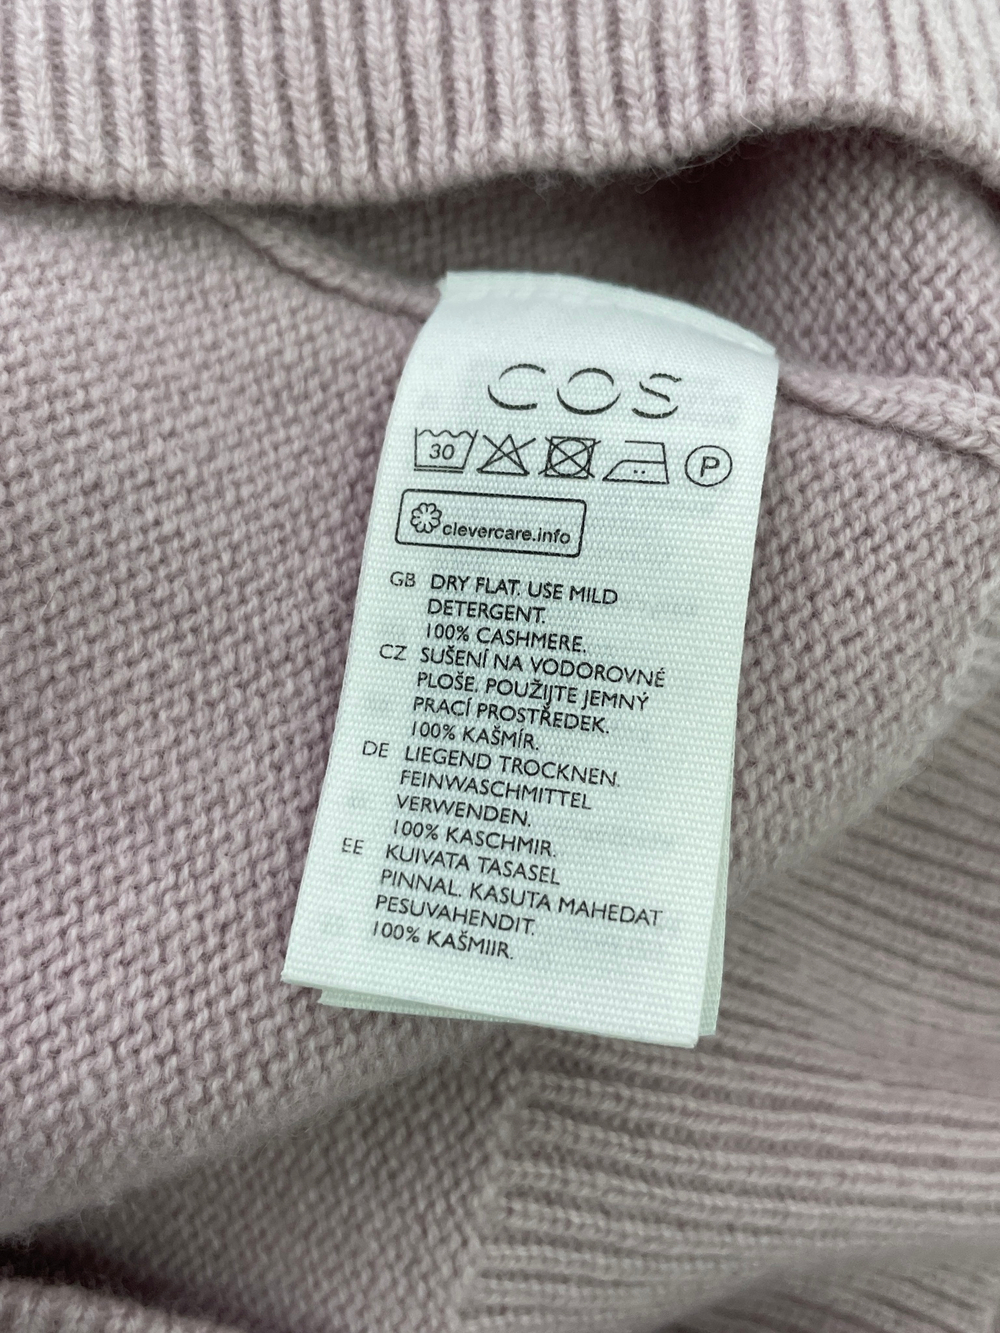 COS
30
P
clevercare.info
GB DRY FLAT. USE MILD
DETERGENT.
100% CASHMERE.
CZ SUŠENÍ NA VODOROVNÉ
PLOŠE. POUŽIJTE JEMNÝ
PRACÍ PROSTŘEDEK.
100% KAŠMÍR.
DE LIEGEND TROCKNEN.
FEINWASCHMITTEL
VERWENDEN.
100% KASCHMIR.
EE KUIVATA TASASEL
PINNAL. KASUTA MAHEDAT
PESUVAHENDIT.
100% KAŠMIIR.